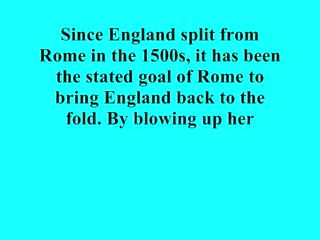 Since England split from
Rome in the 1500s, it has been
the stated goal of Rome to
bring England back to the
fold. By blowing up her